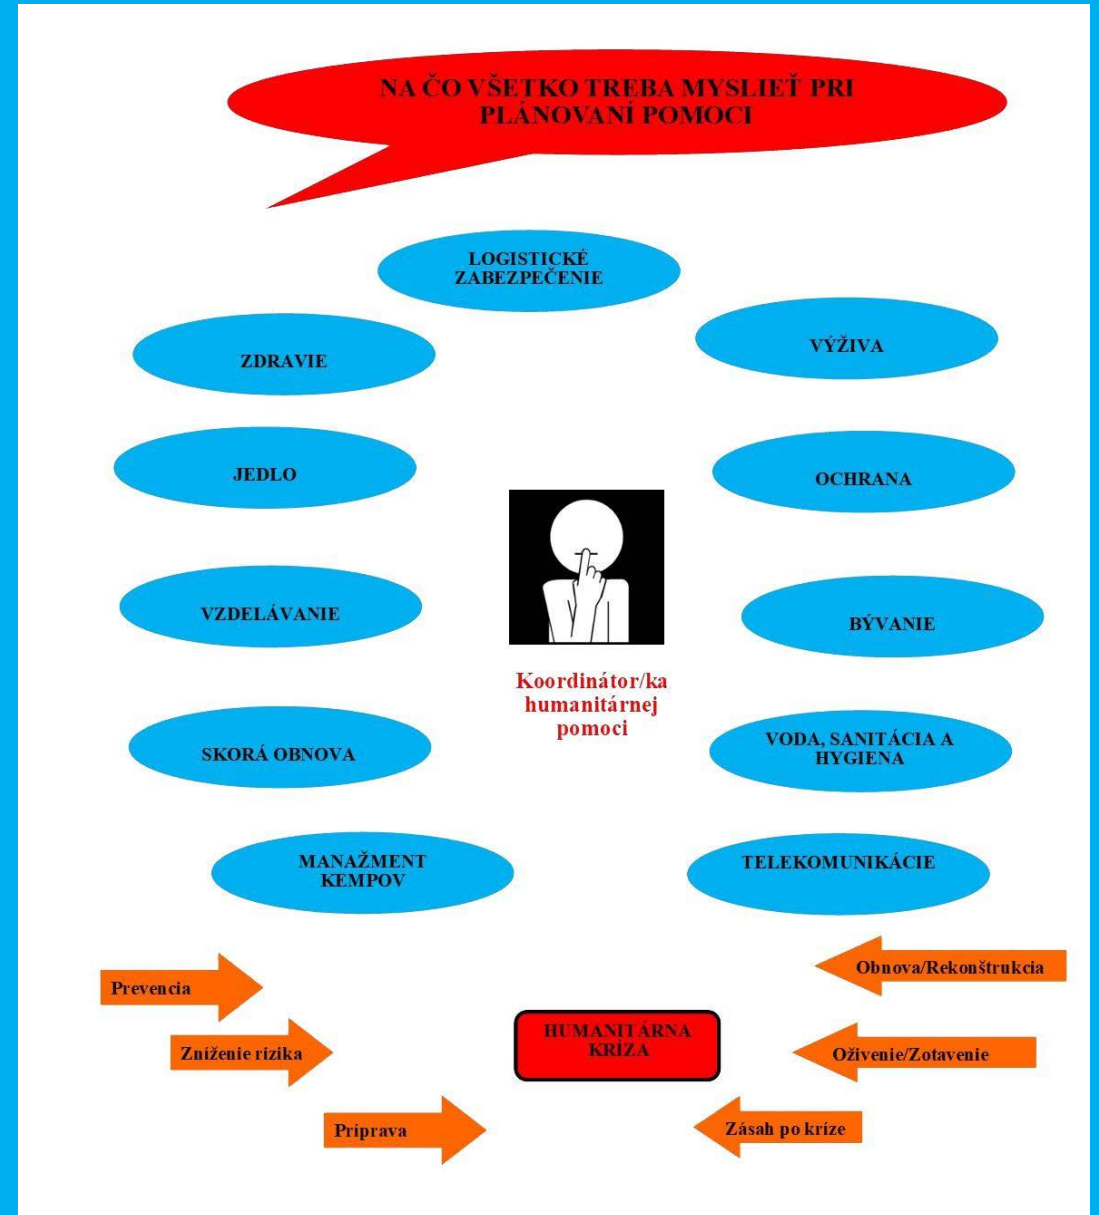 NA ČO VŠETKO TREBA MYSLIEŤ PRI
PLÁNOVANÍ POMOCI
LOGISTICKÉ
ZABEZPEČENIE
ZDRAVIE
VÝŽIVA
JEDLO
OCHRANA
VZDELÁVANIE
BÝVANIE
Koordinátor/ka
humanitárnej
pomoci
SKORÁ OBNOVA
VODA, SANITÁCIA A
HYGIENA
MANAŽMENT
KEMPOV
TELEKOMUNIKÁCIE
Prevencia
Obnova/Rekonštrukcia
HUMANITÁRNA
KRÍZA
Zníženie rizika
Oživenie/Zotavenie
Príprava
Zásah po kríze